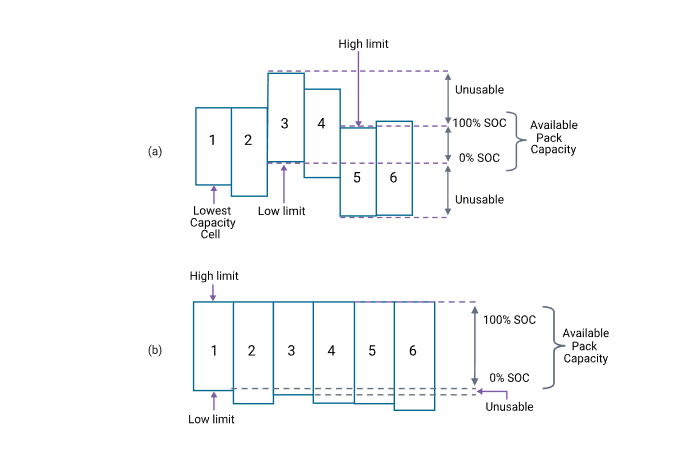 High limit
Unusable
100% SOC
Available
Pack
Capacity
1
2
3
4
(a)
0% SOC
5
6
Unusable
Lowest
Capacity
Cell
Low limit
High limit
100% SOC
Available
Pack
Capacity
(b)
1
2
3
4
5
6
0% SOC
Unusable
Low limit